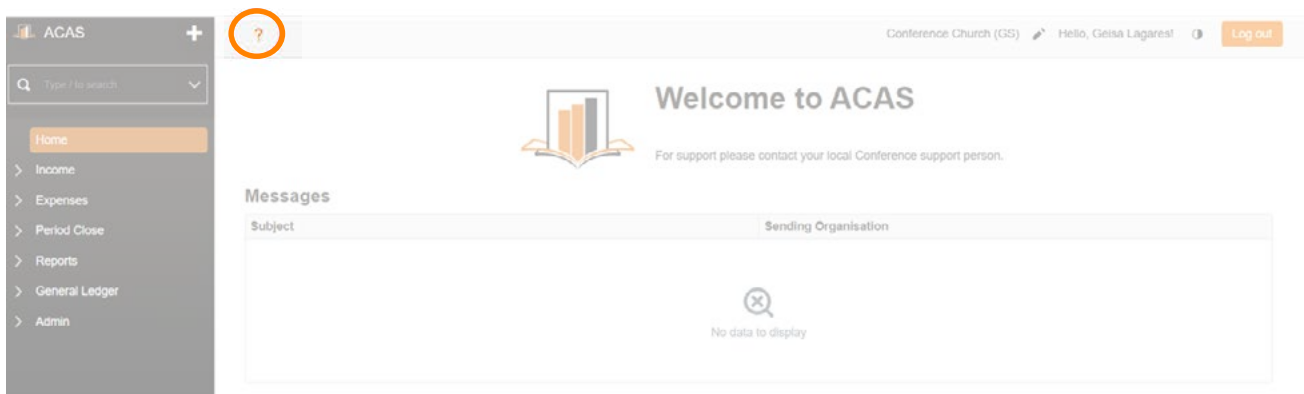 ACAS
?
Conference Church (GS)
Hello, Geisa Lagares!
Log out
Type / to search
Home
Income
Expenses
Period Close
Reports
General Ledger
Admin
Welcome to ACAS
For support please contact your local Conference support person.
Messages
Subject
Sending Organisation
No data to display